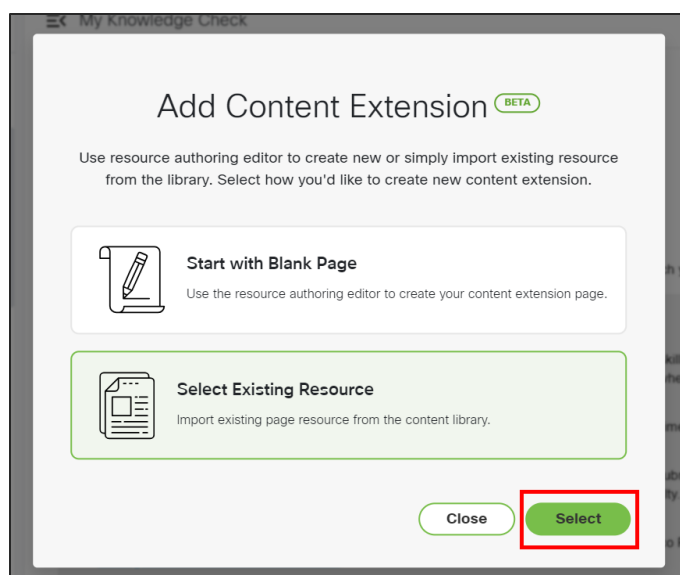 My Knowledge Check
Add Content Extension BETA
Use resource authoring editor to create new or simply import existing resource
from the library. Select how you'd like to create new content extension.
Start with Blank Page
Use the resource authoring editor to create your content extension page.
Select Existing Resource
Import existing page resource from the content library.
Close Select